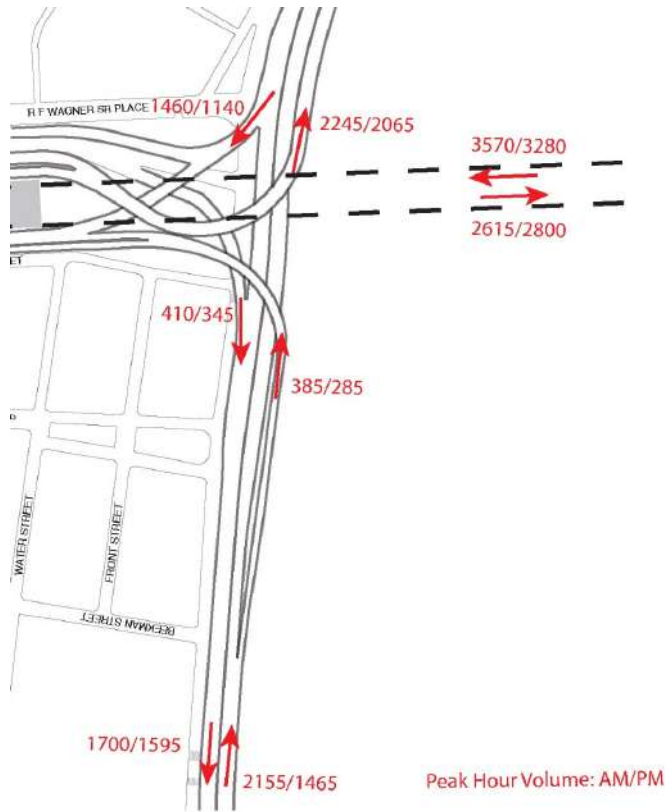 R F WAGNER SR PLACE
1460/1140
2245/2065
3570/3280
2615/2800
ET
410/345
385/285
WATER STREET
FRONT STREET
BEEKMAN STREET
1700/1595
2155/1465
Peak Hour Volume: AM/PM